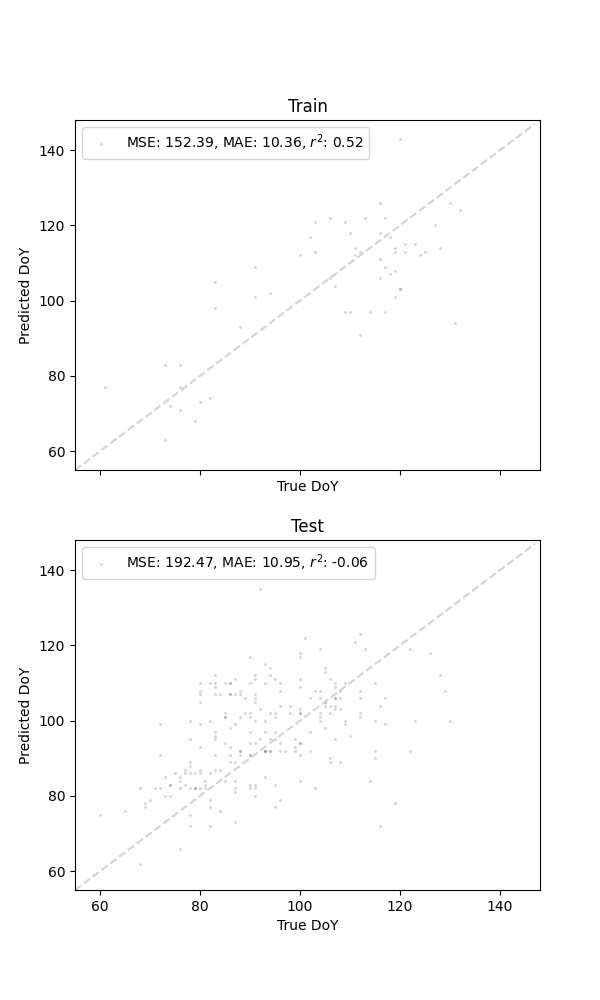 Train
MSE: 152.39, MAE: 10.36, r²: 0.52
140
120
100
80
60
Predicted DoY
True DoY
Test
MSE: 192.47, MAE: 10.95, r²: -0.06
140
120
100
80
60
Predicted DoY
60 80 100 120 140
True DoY